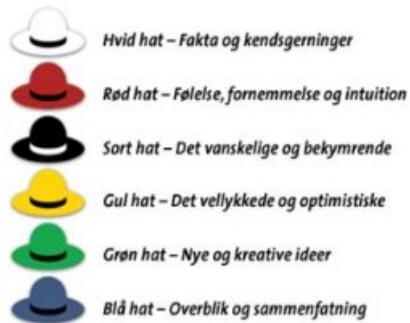 Hvid hat – Fakta og kendsgerninger
Rød hat – Følelse, fornemmelse og intuition
Sort hat – Det vanskelige og bekymrende
Gul hat – Det vellykkede og optimistiske
Grøn hat – Nye og kreative ideer
Blå hat – Overblik og sammenfatning